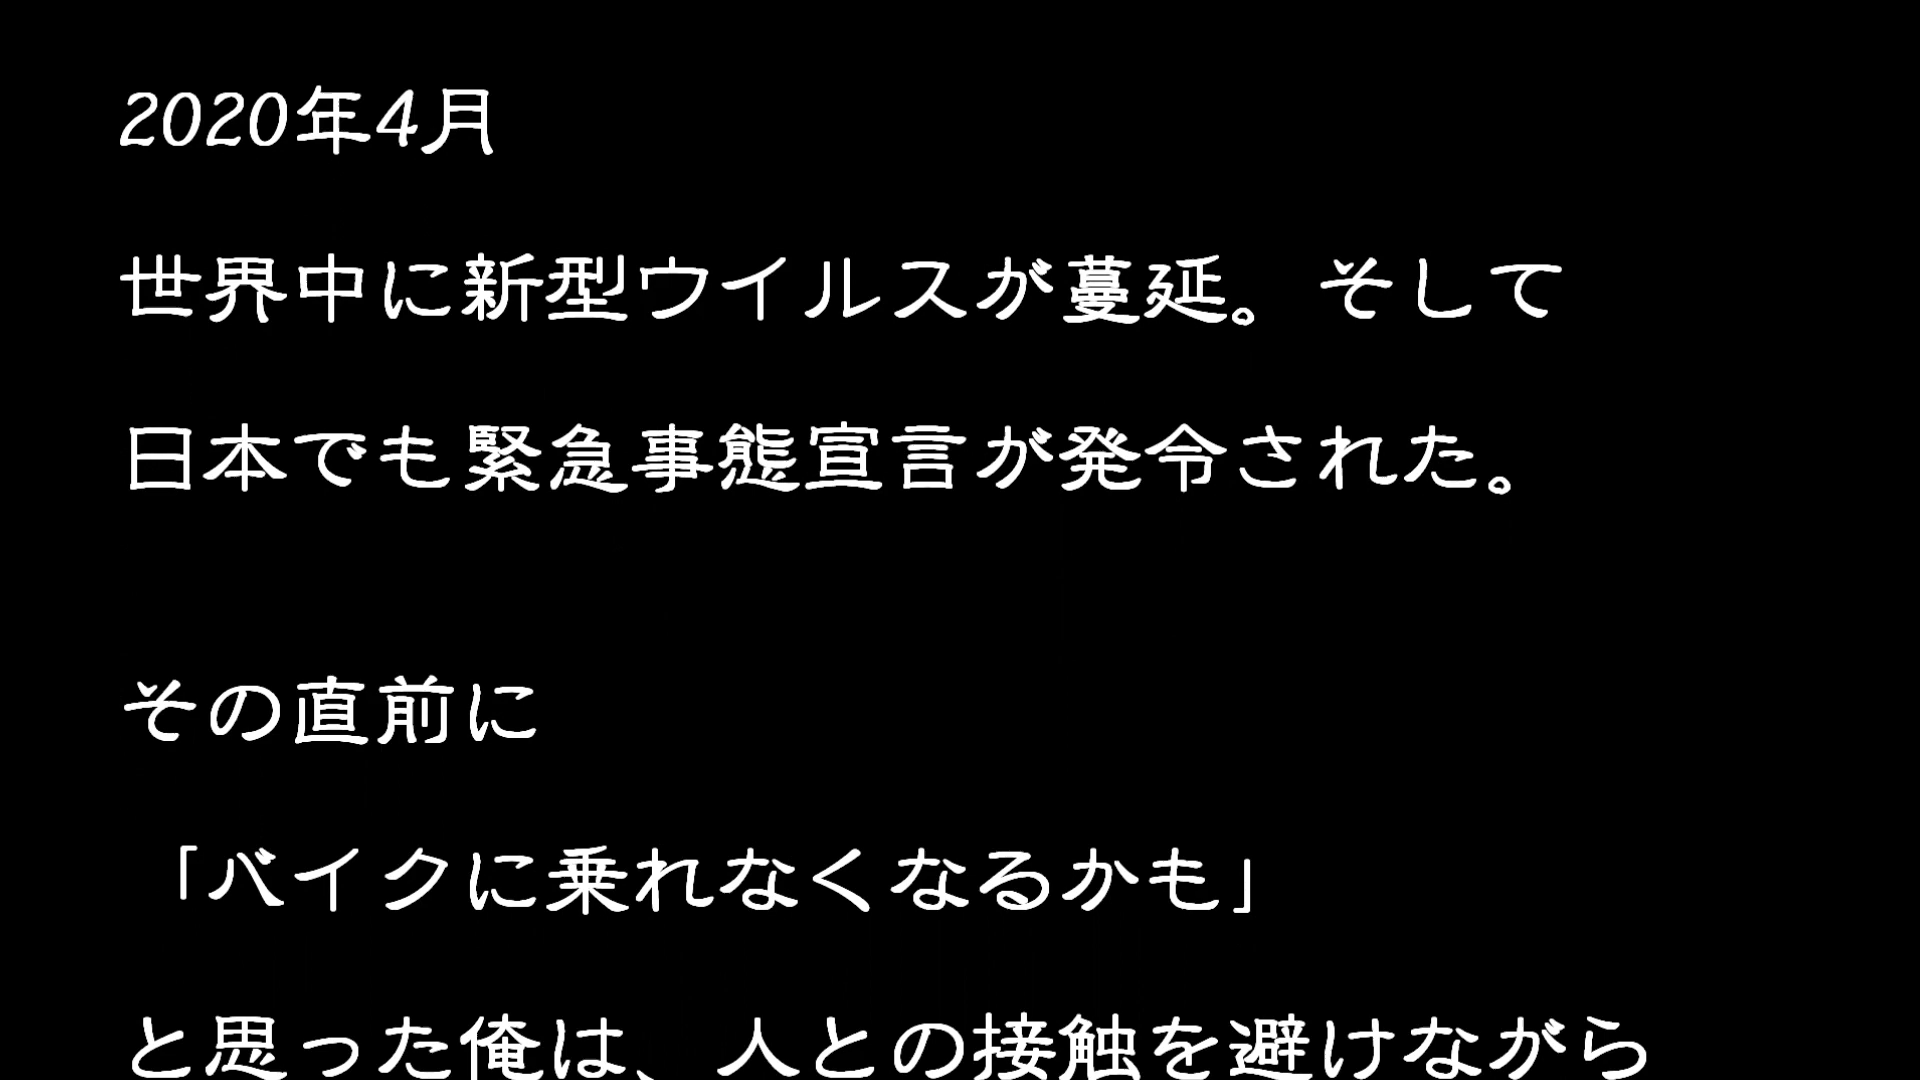 2020年4月
世界中に新型ウイルスが蔓延。そして
日本でも緊急事態宣言が発令された。
その直前に
「バイクに乗れなくなるかも」
と思った俺は、人との接触を避けながら